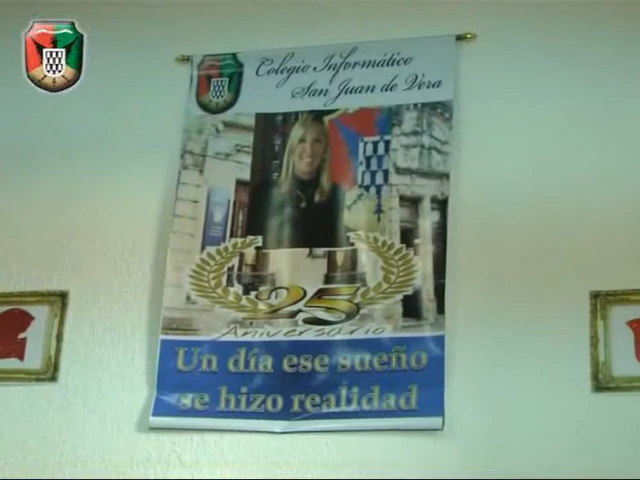 Colegio Informático
San Juan de Vera
25
Aniversario
Un día ese sueño
se hizo realidad